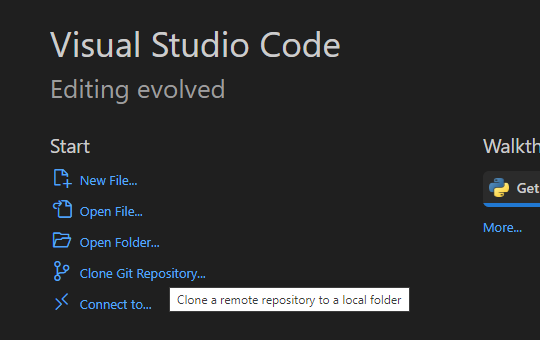 Visual Studio Code
Editing evolved
Start
New File...
Open File...
Open Folder...
Clone Git Repository...
Connect to...
Clone a remote repository to a local folder
Walkth
Get
More...